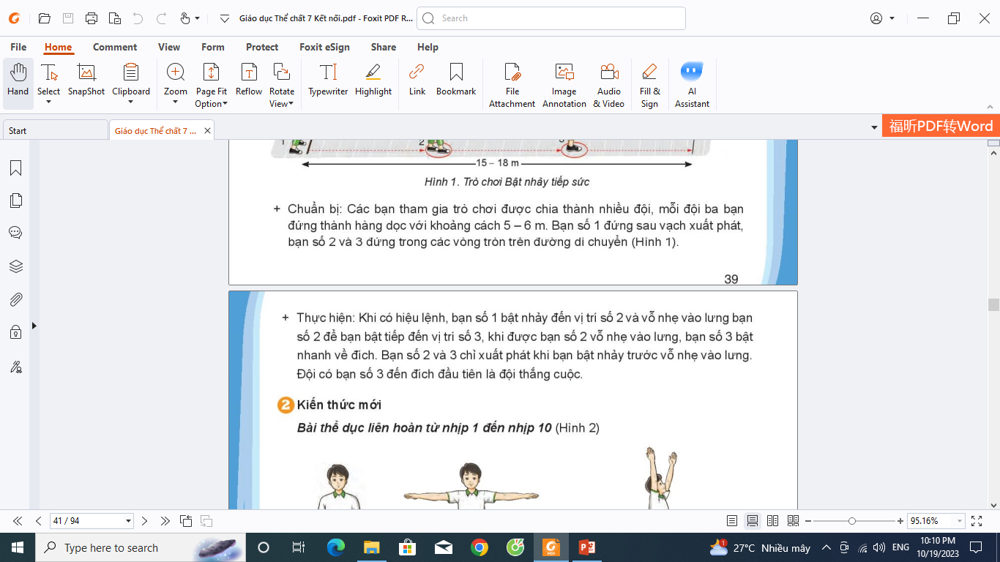 Giáo dục Thể chất 7 Kết nối.pdf - Foxit PDF R...
Search
File Home Comment View Form Protect Foxit eSign Share Help
Hand Select SnapShot Clipboard Zoom Page Fit Option Reflow Rotate View Typewriter Highlight Link Bookmark File Attachment Image Annotation Audio & Video Fill & Sign AI Assistant
Start
Giáo dục Thể chất 7 ...
福昕PDF转Word
1 2
15 – 18 m
Hình 1. Trò chơi Bật nhảy tiếp sức
+ Chuẩn bị: Các bạn tham gia trò chơi được chia thành nhiều đội, mỗi đội ba bạn
đứng thành hàng dọc với khoảng cách 5 – 6 m. Bạn số 1 đứng sau vạch xuất phát,
bạn số 2 và 3 đứng trong các vòng tròn trên đường di chuyển (Hình 1).
39
+ Thực hiện: Khi có hiệu lệnh, bạn số 1 bật nhảy đến vị trí số 2 và vỗ nhẹ vào lưng bạn
số 2 để bạn bật tiếp đến vị trí số 3, khi được bạn số 2 vỗ nhẹ vào lưng, bạn số 3 bật
nhanh về đích. Bạn số 2 và 3 chỉ xuất phát khi bạn bật nhảy trước vỗ nhẹ vào lưng.
Đội có bạn số 3 đến đích đầu tiên là đội thắng cuộc.
2 Kiến thức mới
Bài thể dục liên hoàn từ nhịp 1 đến nhịp 10 (Hình 2)
41 / 94
95.16%
Type here to search
1
27°C Nhiều mây
ENG
10:10 PM
10/19/2023